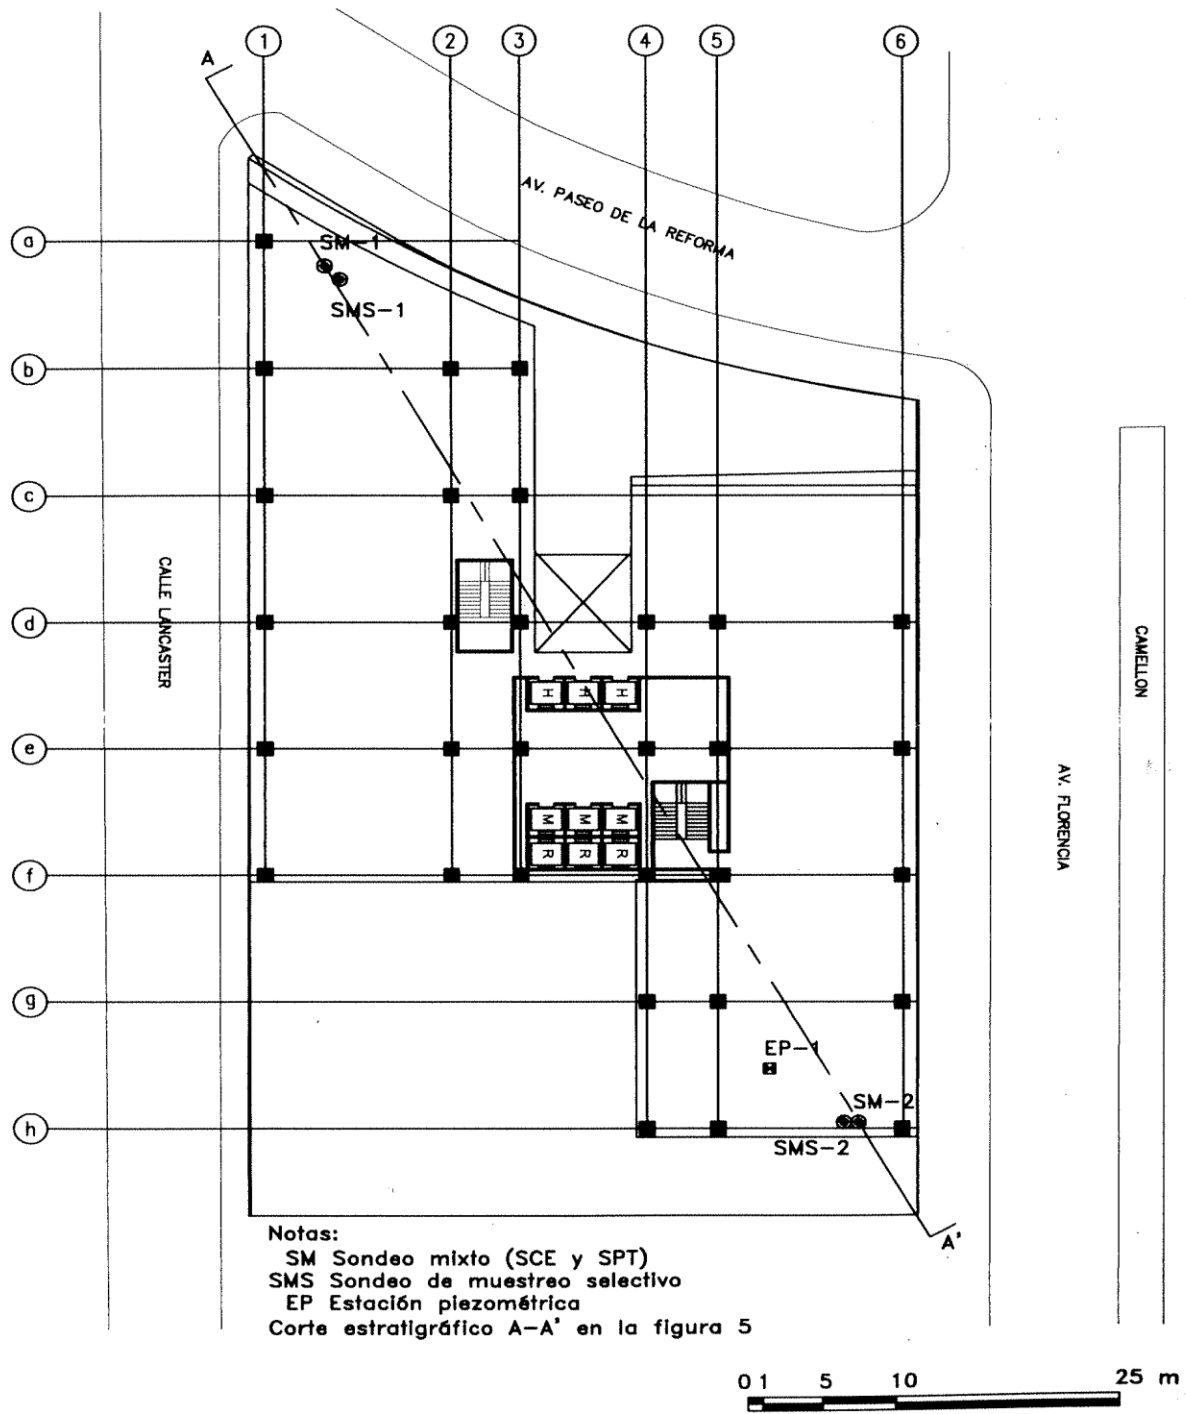 1 2 3 4 5 6
A
AV. PASEO DE LA REFORMA
a
SM-1
SMS-1
b
c
CALLE LANCASTER
d
CAMELLON
H H H
e
AV. FLORENCIA
M M M
R R R
f
g
EP-1
SM-2
h
SMS-2
A'
Notas:
SM Sondeo mixto (SCE y SPT)
SMS Sondeo de muestreo selectivo
EP Estación piezométrica
Corte estratigráfico A-A' en la figura 5
0 1 5 10 25 m